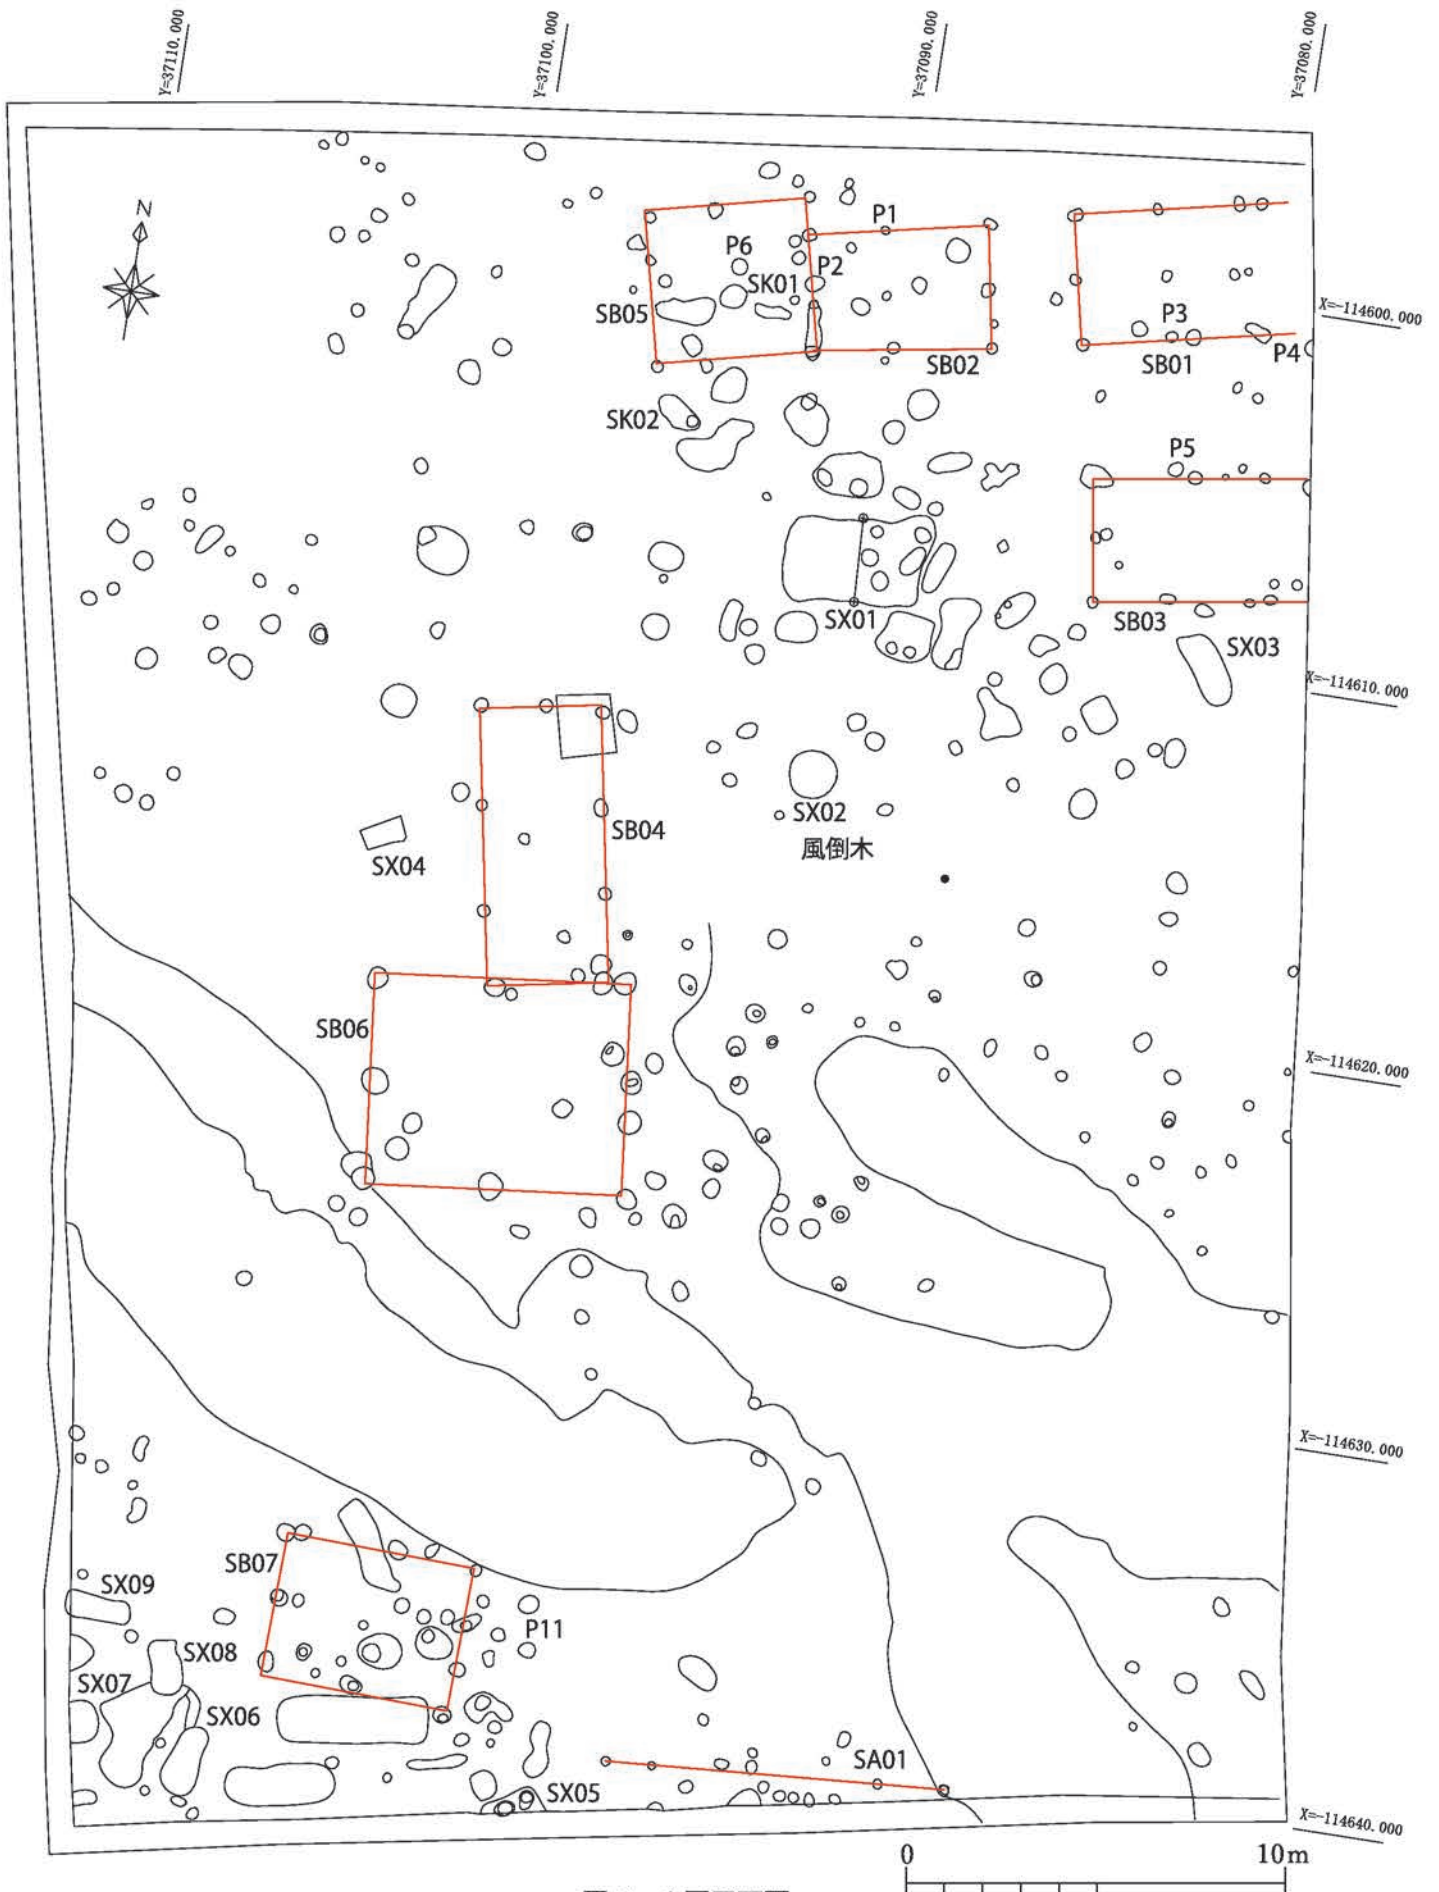 Y=37110.000
Y=37100.000
Y=37090.000
Y=37080.000
N
P1
P6
P2
SK01
SB05
X=-114600.000
P3
P4
SB02
SB01
SK02
P5
SX01
SB03
SX03
X=-114610.000
SX02
SB04
風倒木
SX04
SB06
X=-114620.000
X=-114630.000
SB07
SX09
P11
SX08
SX07
SX06
SA01
SX05
X=-114640.000
0
10m